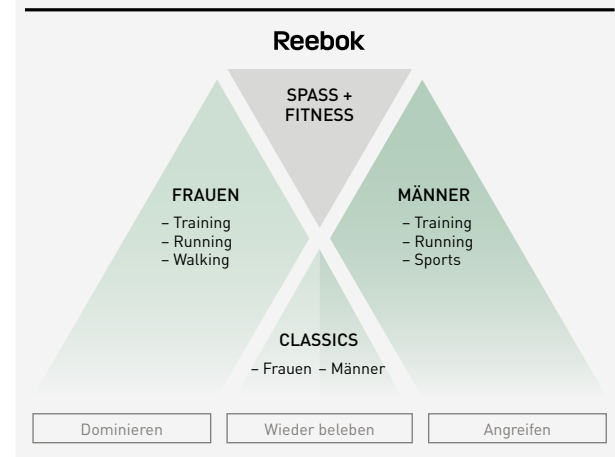 Reebok
SPASS +
FITNESS
FRAUEN
– Training
– Running
– Walking
MÄNNER
– Training
– Running
– Sports
CLASSICS
– Frauen – Männer
Dominieren
Wieder beleben
Angreifen